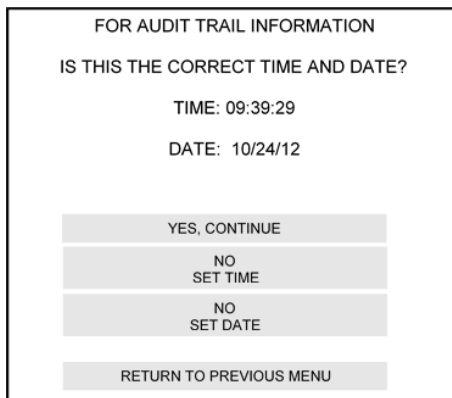 FOR AUDIT TRAIL INFORMATION
IS THIS THE CORRECT TIME AND DATE?
TIME: 09:39:29
DATE: 10/24/12
YES, CONTINUE
NO
SET TIME
NO
SET DATE
RETURN TO PREVIOUS MENU